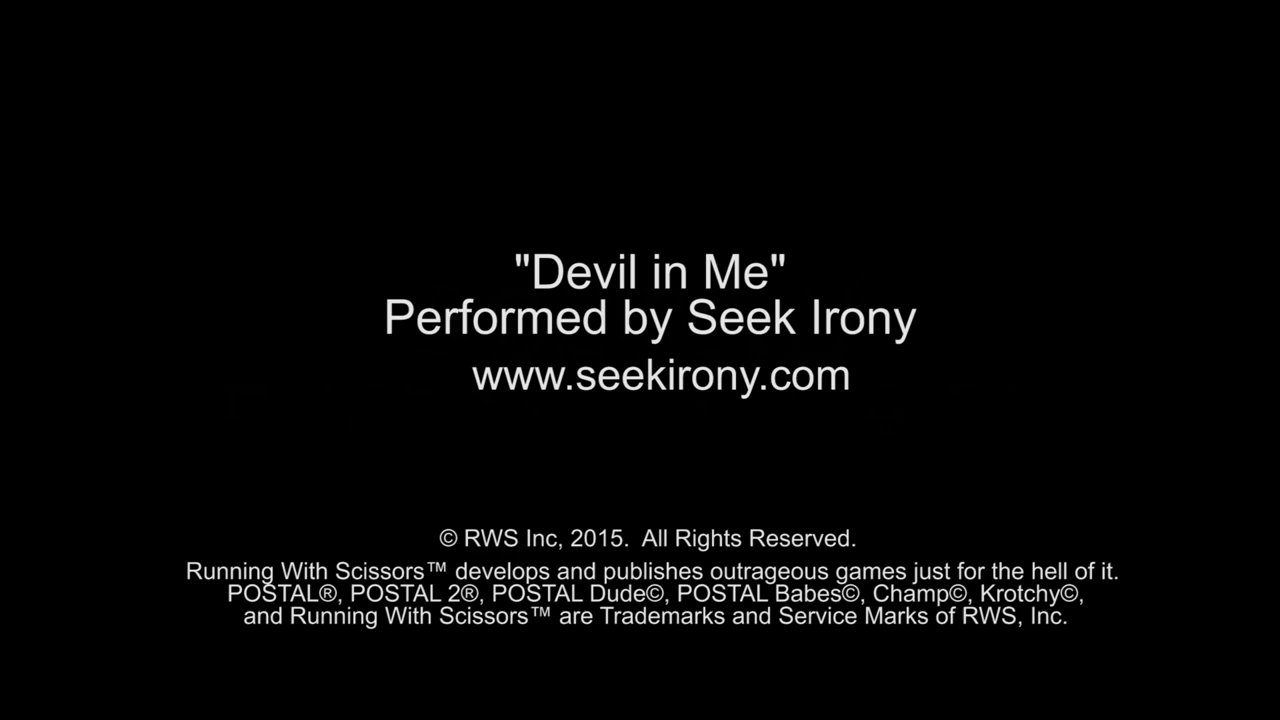 "Devil in Me"
Performed by Seek Irony
www.seekirony.com
© RWS Inc, 2015.  All Rights Reserved.
Running With Scissors™ develops and publishes outrageous games just for the hell of it.
POSTAL®, POSTAL 2®, POSTAL Dude©, POSTAL Babes©, Champ©, Krotchy©,
and Running With Scissors™ are Trademarks and Service Marks of RWS, Inc.